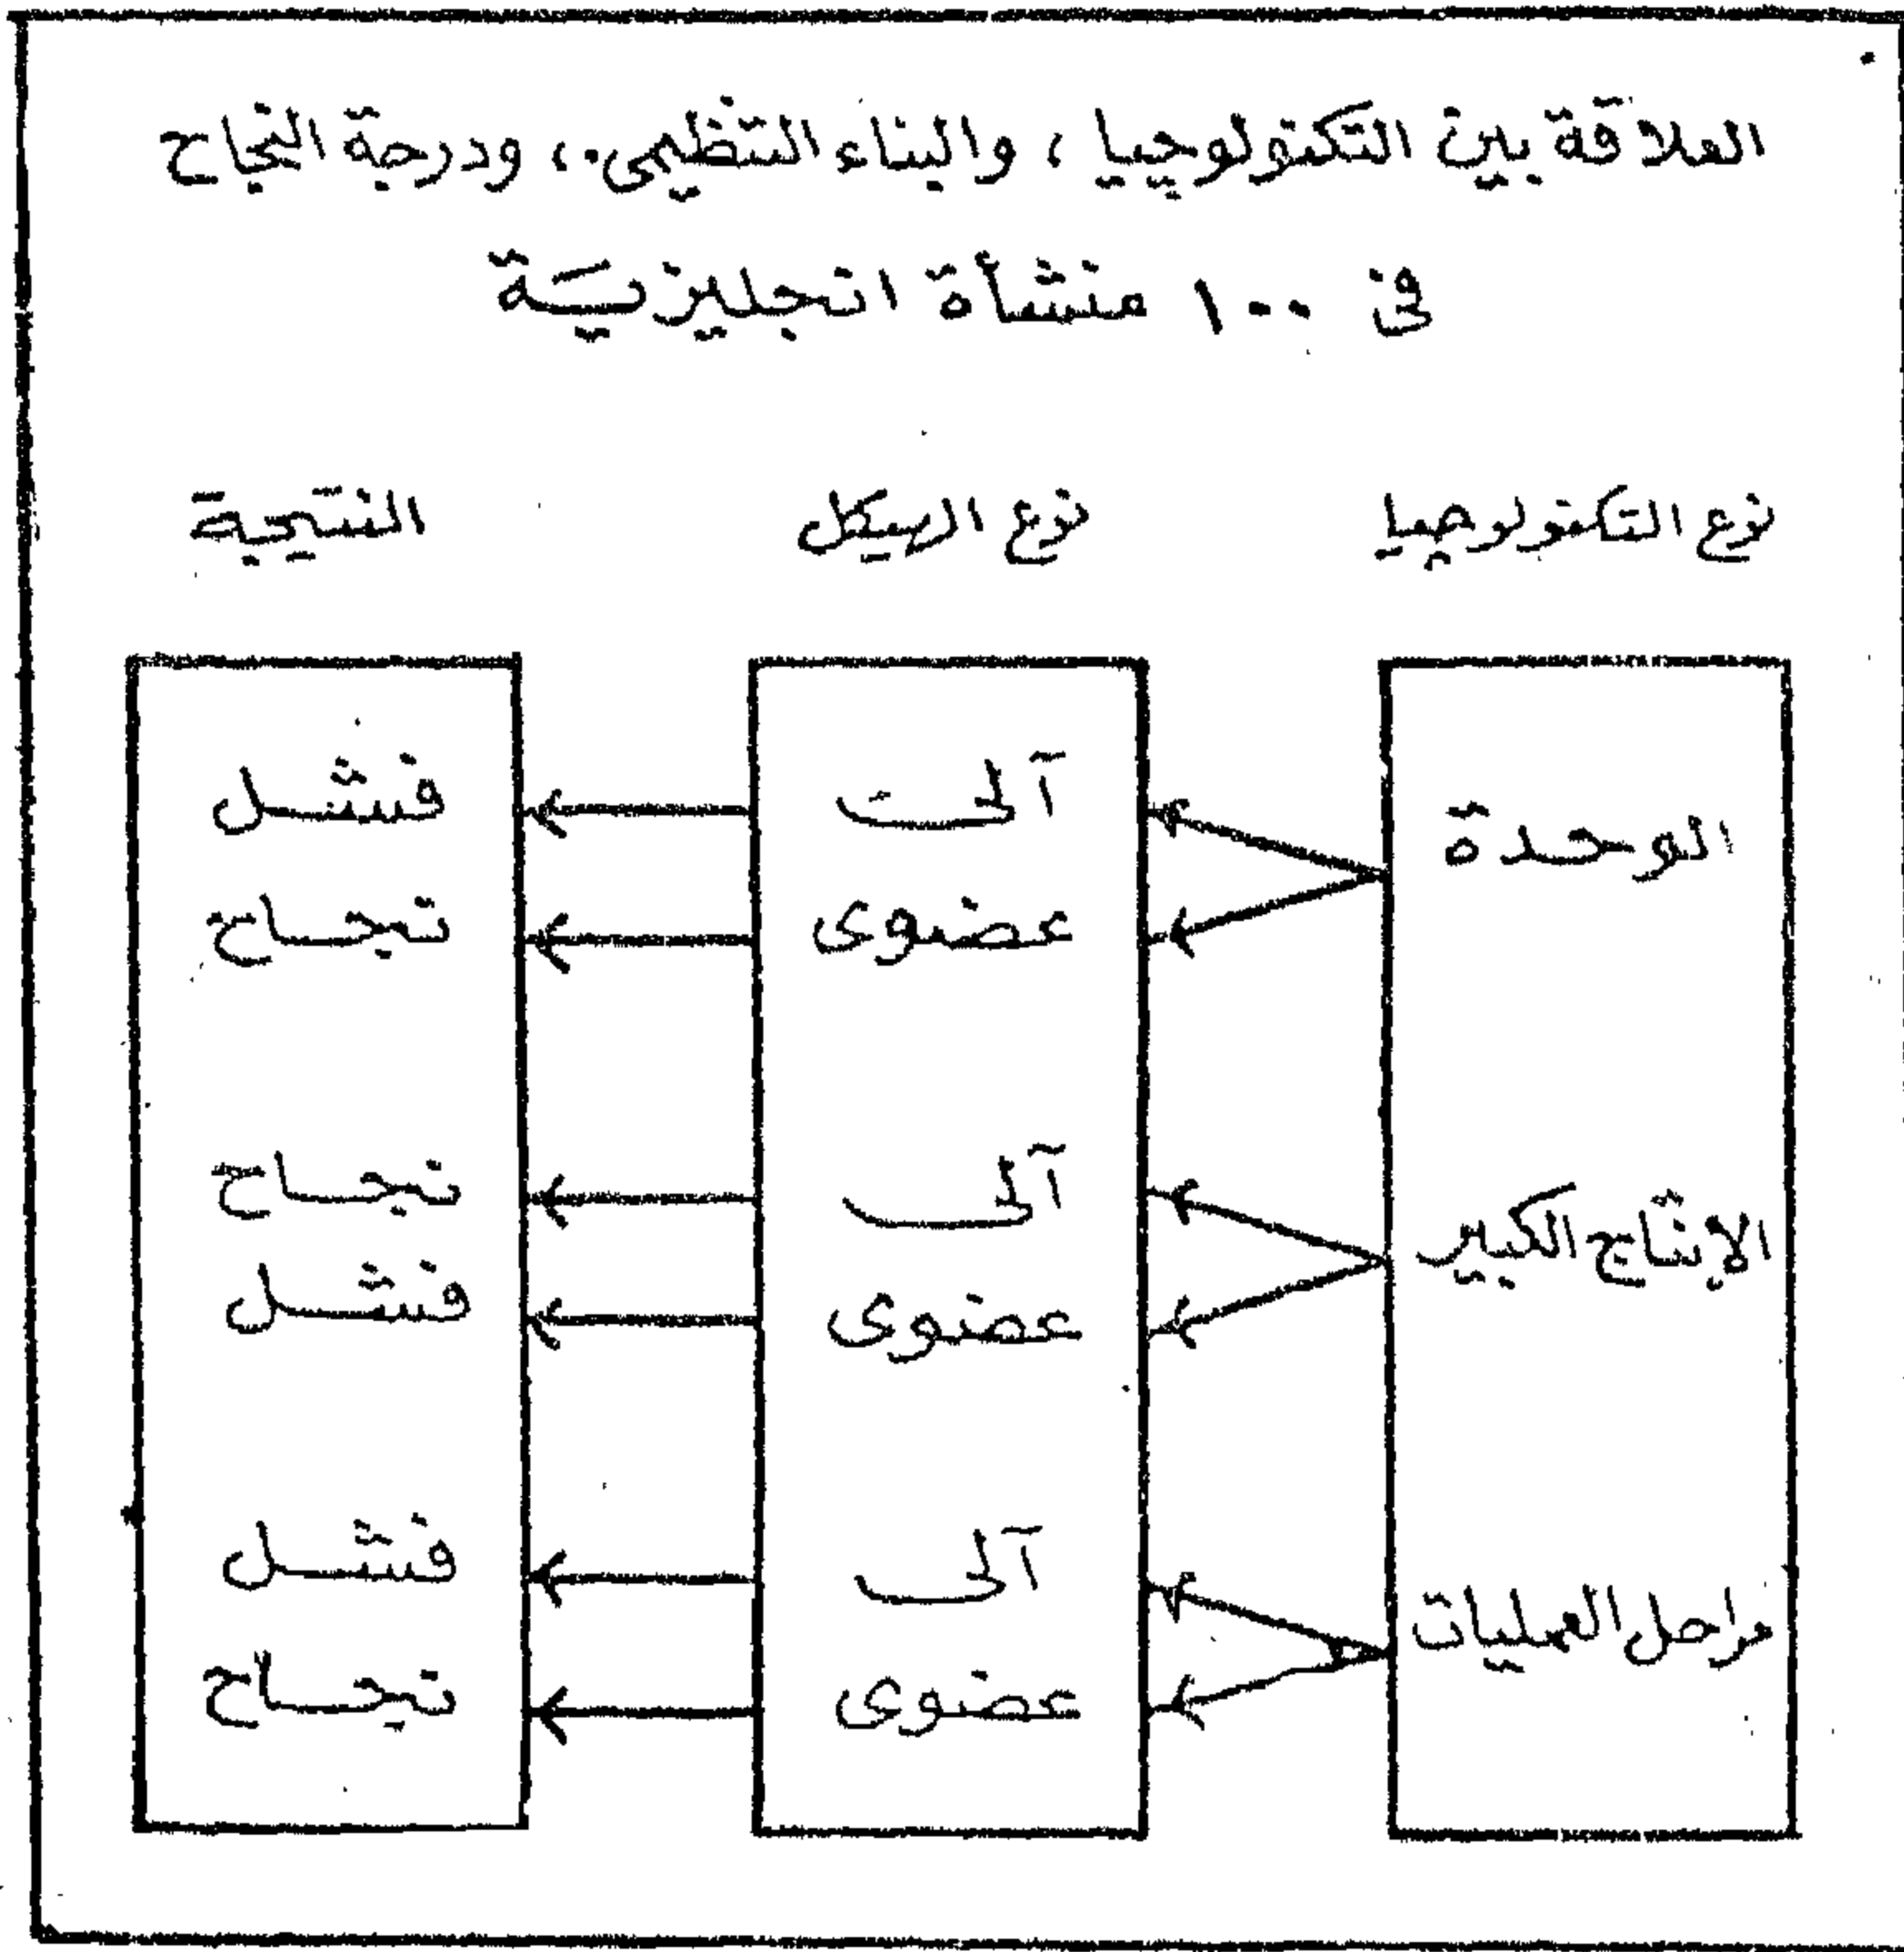 العلاقة بين التكنولوجيا ، والبناء التنظيمى ، ودرجة النجاح
فى ١٠٠ منشأة انجليزية
نوع التكنولوجيا نوع الهيكل النتيجة
الوحدة
آلى فشل
عضوى نجاح
الإنتاج الكبير
آلى نجاح
عضوى فشل
مراحل العمليات
آلى فشل
عضوى نجاح